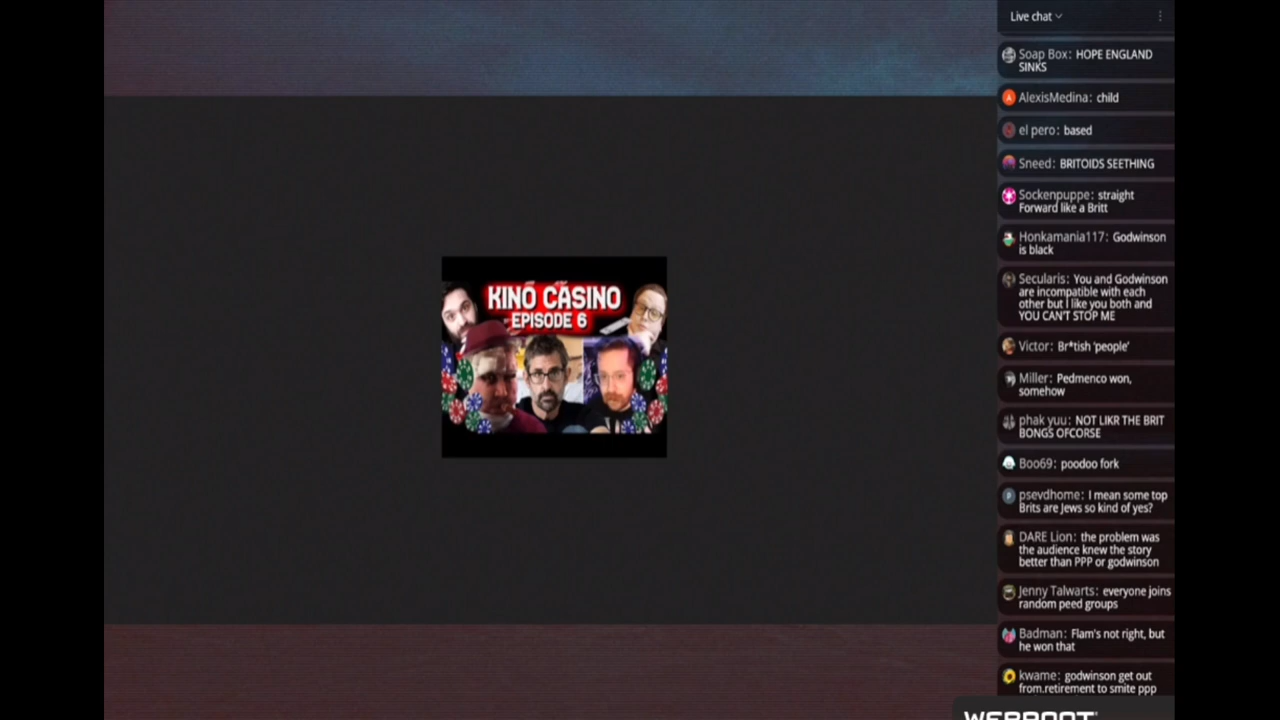 KINO CASINO
EPISODE 6
Live chat
Soap Box: HOPE ENGLAND
SINKS
AlexisMedina: child
el pero: based
Sneed: BRITOIDS SEETHING
Sockenpuppe: straight
Forward like a Britt
Honkamania117: Godwinson
is black
Secularis: You and Godwinson
are incompatible with each
other but I like you both and
YOU CAN'T STOP ME
Victor: Br*tish 'people'
Miller: Pedmenco won,
somehow
phak yuu: NOT LIKR THE BRIT
BONGS OFCORSE
Boo69: poodoo fork
psevdhome: I mean some top
Brits are Jews so kind of yes?
DARE Lion: the problem was
the audience knew the story
better than PPP or godwinson
Jenny Talwarts: everyone joins
random peed groups
Badman: Flam's not right, but
he won that
kwame: godwinson get out
from.retirement to smite ppp
WEBROOT